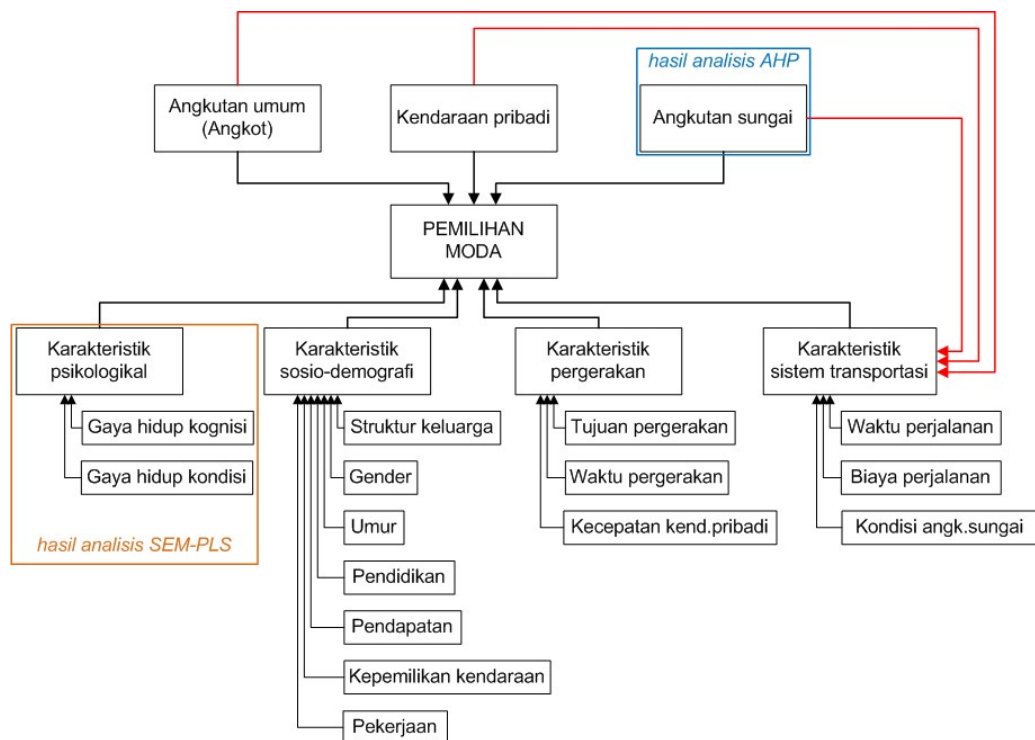 hasil analisis AHP
Angkutan umum
(Angkot)
Kendaraan pribadi
Angkutan sungai
PEMILIHAN
MODA
Karakteristik
psikologikal
Karakteristik
sosio-demografi
Karakteristik
pergerakan
Karakteristik
sistem transportasi
Gaya hidup kognisi
Gaya hidup kondisi
hasil analisis SEM-PLS
Struktur keluarga
Gender
Umur
Pendidikan
Pendapatan
Kepemilikan kendaraan
Pekerjaan
Tujuan pergerakan
Waktu pergerakan
Kecepatan kend.pribadi
Waktu perjalanan
Biaya perjalanan
Kondisi angk.sungai